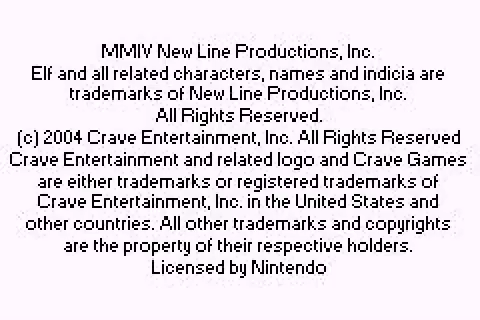 MMIV New Line Productions, Inc.
Elf and all related characters, names and indicia are
trademarks of New Line Productions, Inc.
All Rights Reserved.
(c) 2004 Crave Entertainment, Inc. All Rights Reserved
Crave Entertainment and related logo and Crave Games
are either trademarks or registered trademarks of
Crave Entertainment, Inc. in the United States and
other countries. All other trademarks and copyrights
are the property of their respective holders.
Licensed by Nintendo